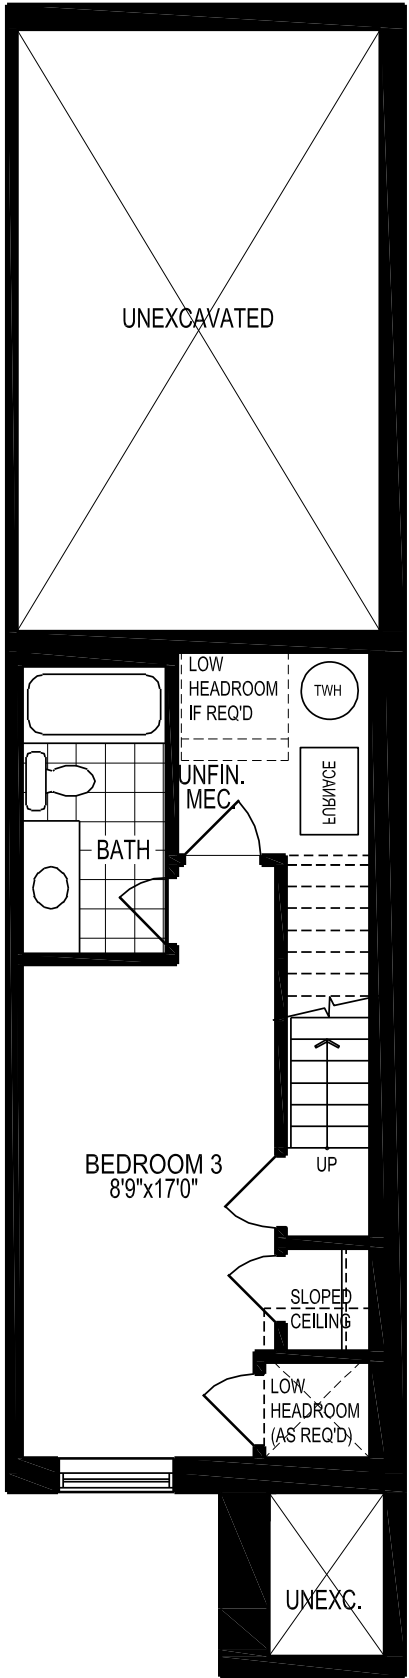 UNEXCAVATED
LOW
HEADROOM
IF REQ'D
TWH
UNFIN.
MEC.
FURNACE
BATH
BEDROOM 3
8'9"x17'0"
UP
SLOPED
CEILING
LOW
HEADROOM
(AS REQ'D)
UNEXC.